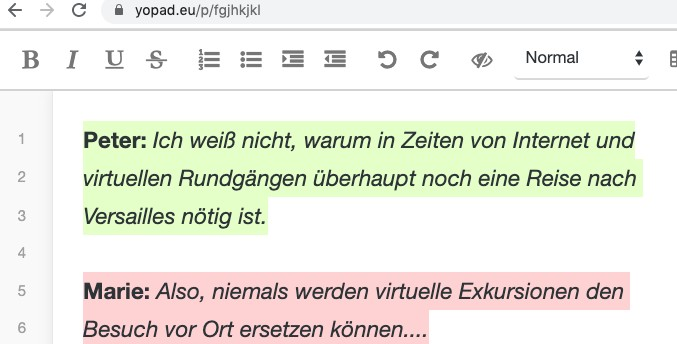 yopad.eu/p/fgjhkjkl
B I U S Normal
1 Peter: Ich weiß nicht, warum in Zeiten von Internet und
2 virtuellen Rundgängen überhaupt noch eine Reise nach
3 Versailles nötig ist.
4
5 Marie: Also, niemals werden virtuelle Exkursionen den
6 Besuch vor Ort ersetzen können....